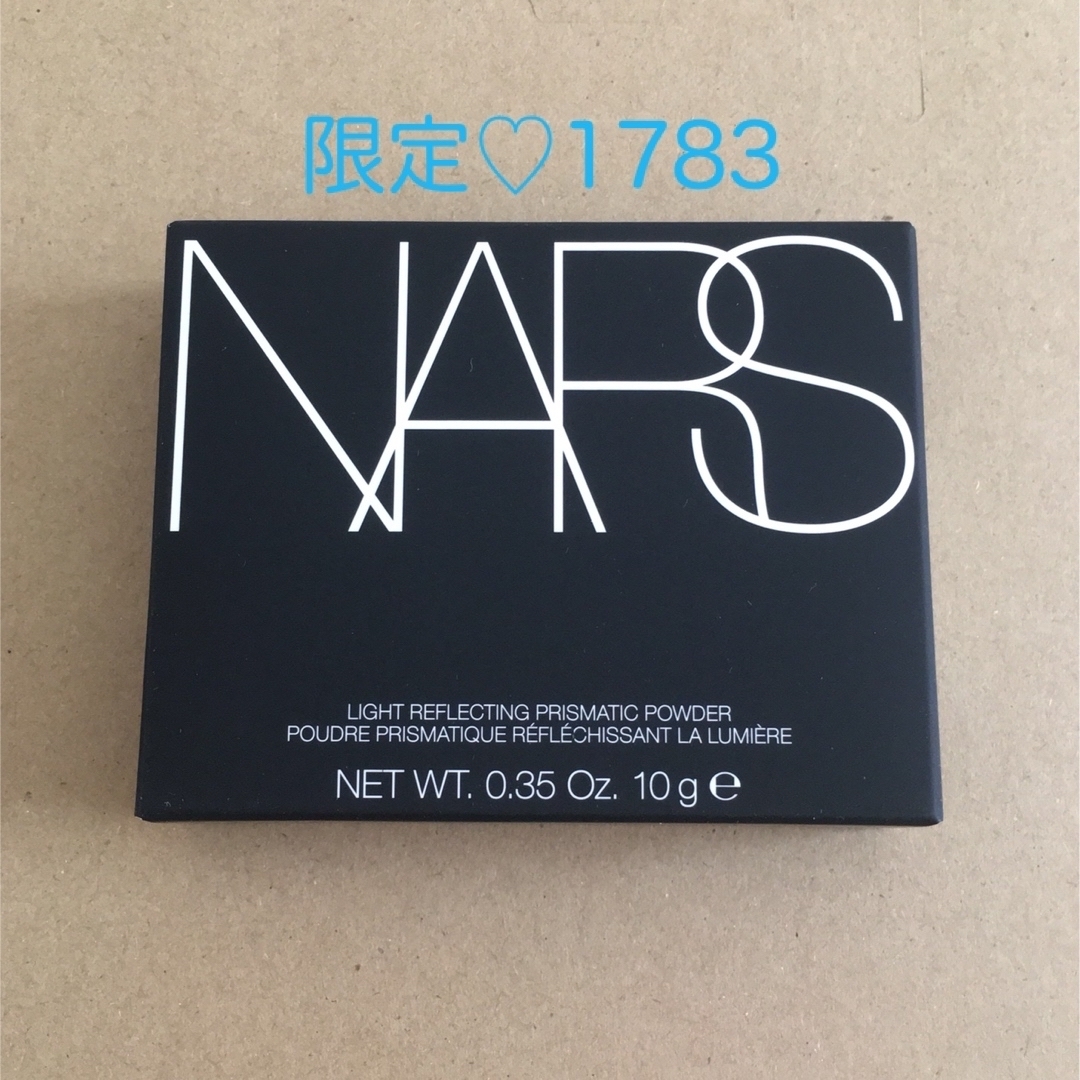 限定♡1783
NARS
LIGHT REFLECTING PRISMATIC POWDER
POUDRE PRISMATIQUE RÉFLÉCHISSANT LA LUMIÈRE
NET WT. 0.35 Oz. 10 g ℮